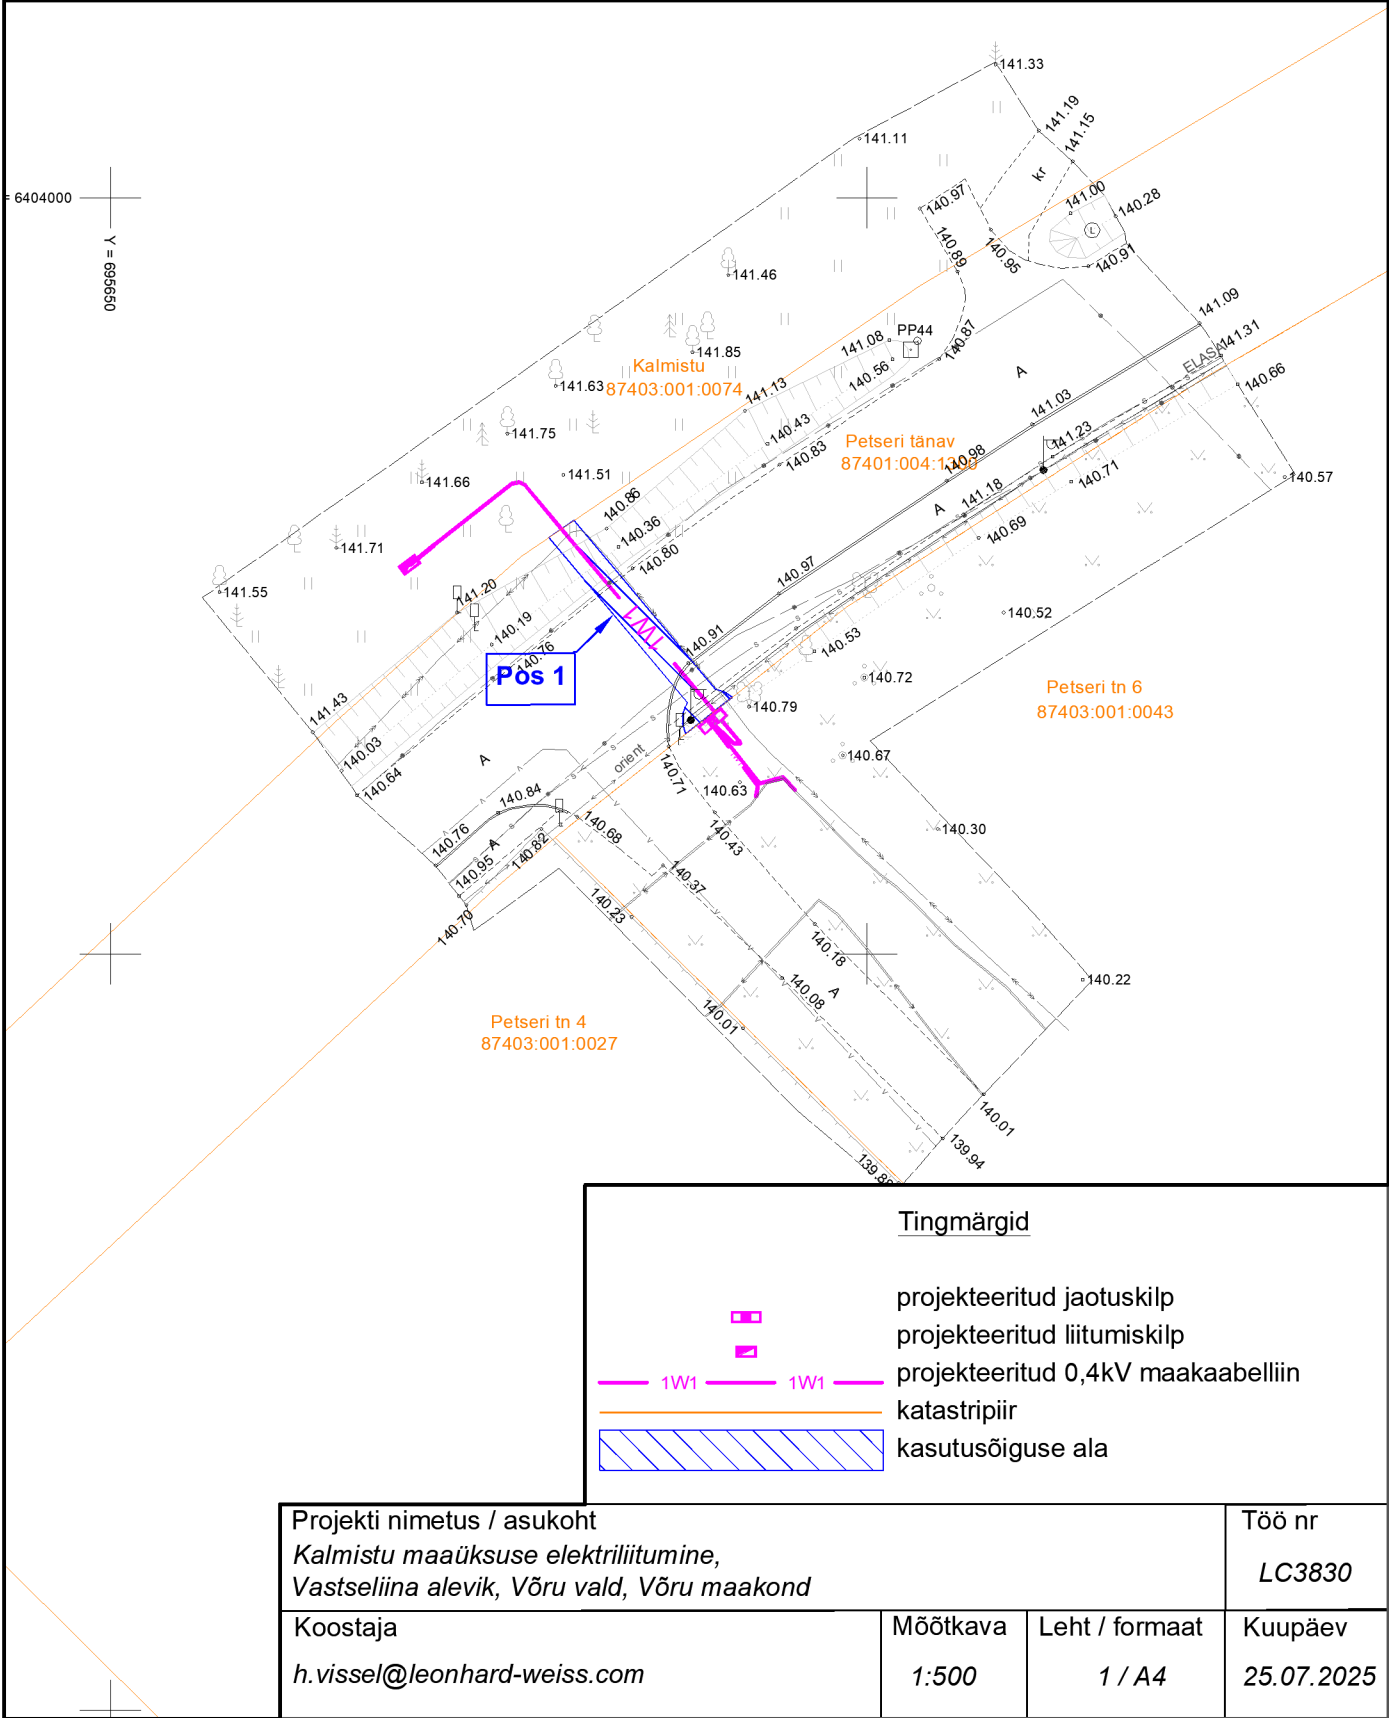 141.33
141.19
141.15
141.11
kr
= 6404000
140.97
141.00
140.28
L
140.89
140.95
140.91
Y = 695650
141.46
141.09
PP44
141.08
140.87
141.31
141.85
ELASA
Kalmistu
87403:001:0074
141.63
140.56
A
140.66
141.13
141.03
141.75
140.43
Petseri tänav
141.23
140.83
87401:004:1
140.98
141.51
140.71
140.57
141.66
141.18
140.86
A
140.36
140.69
141.71
140.80
140.97
141.55
141.20
140.52
140.19
1W1
140.91
140.53
140.76
Pos 1
140.72
Petseri tn 6
87403:001:0043
141.43
140.79
140.03
A
orient
140.71
140.67
140.64
140.63
140.84
140.68
140.43
140.30
140.76
A
140.82
140.95
140.37
140.23
140.70
140.18
140.22
140.08
A
140.01
Petseri tn 4
87403:001:0027
140.01
139.94
139.88
Tingmärgid
projekteeritud jaotuskilp
projekteeritud liitumiskilp
1W1 1W1 projekteeritud 0,4kV maakaabelliin
katastripiir
kasutusõiguse ala
Projekti nimetus / asukoht
Kalmistu maaüksuse elektriliitumine,
Vastseliina alevik, Võru vald, Võru maakond
Töö nr
LC3830
Koostaja
h.vissel@leonhard-weiss.com
Mõõtkava
1:500
Leht / formaat
1 / A4
Kuupäev
25.07.2025